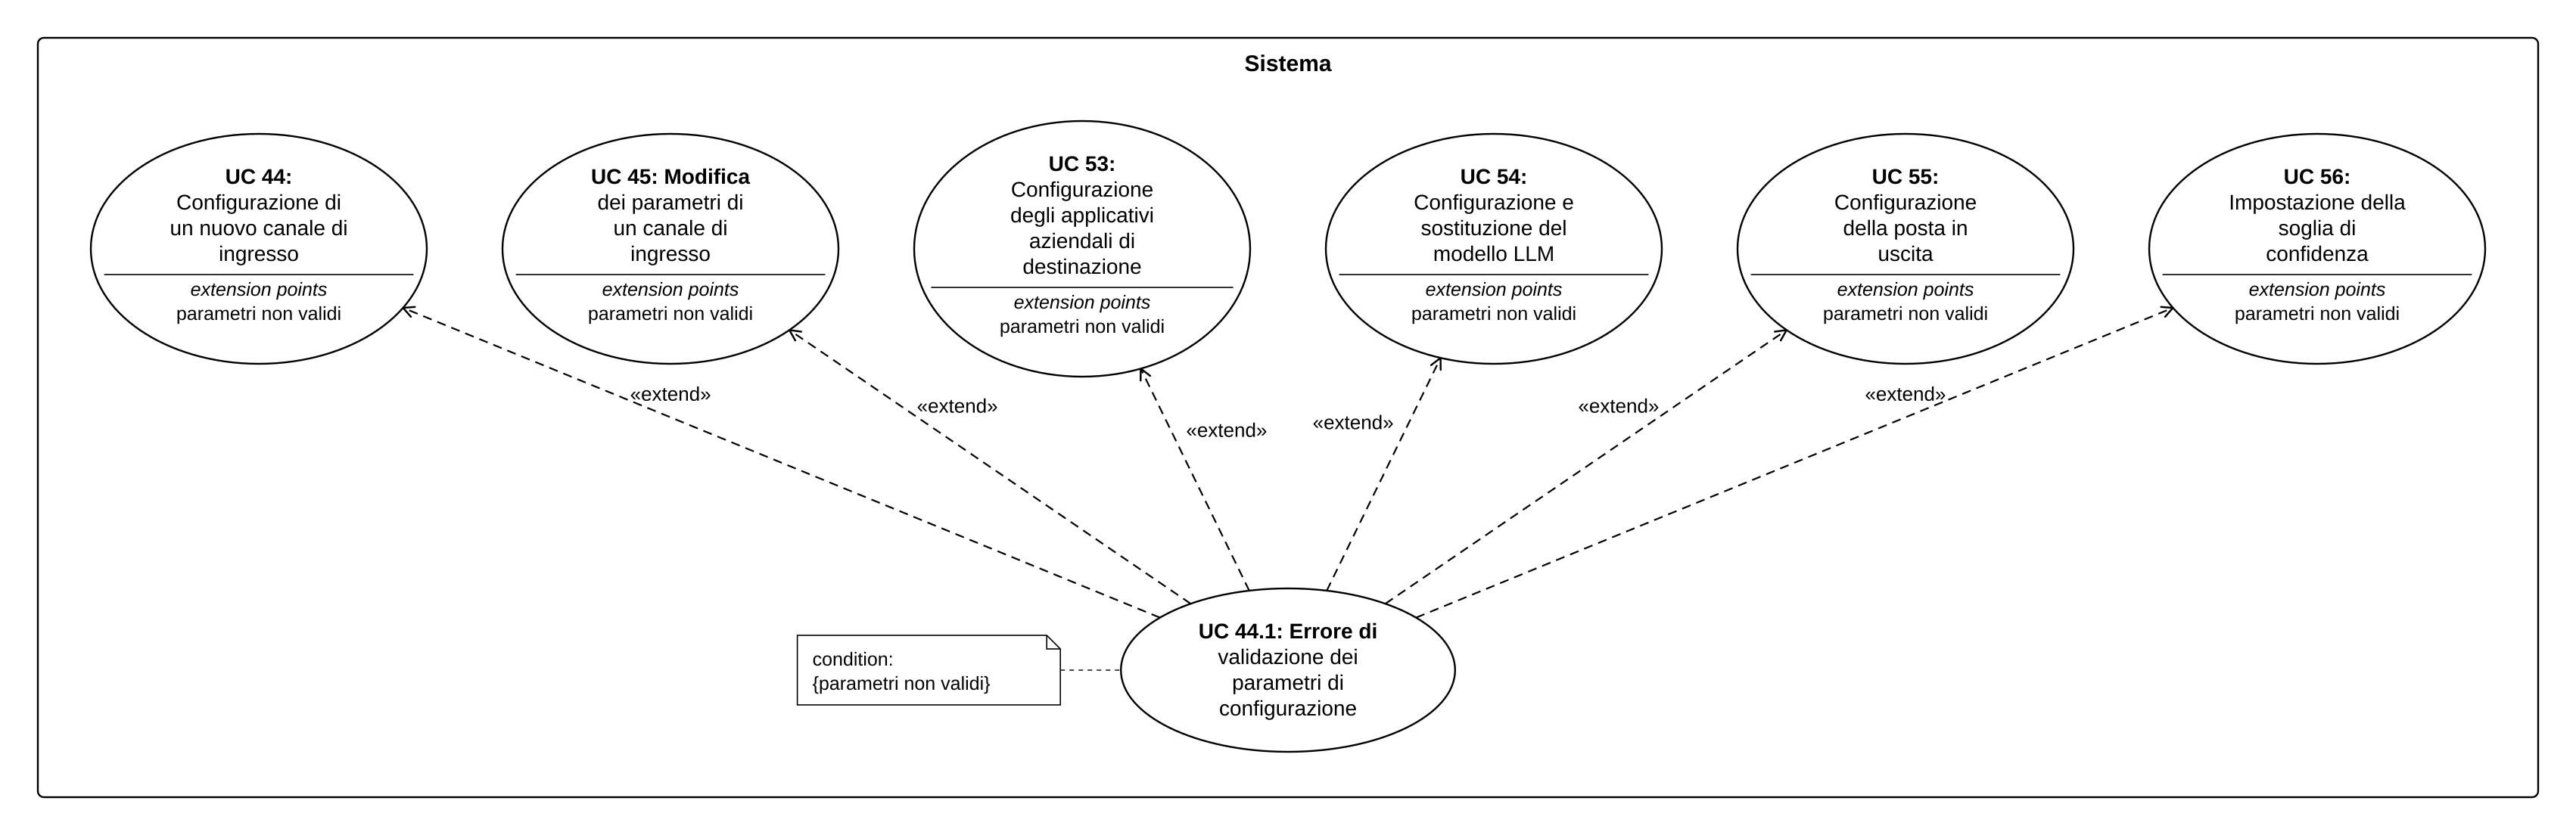 Sistema
UC 44:
Configurazione di
un nuovo canale di
ingresso
extension points
parametri non validi
UC 45: Modifica
dei parametri di
un canale di
ingresso
extension points
parametri non validi
UC 53:
Configurazione
degli applicativi
aziendali di
destinazione
extension points
parametri non validi
UC 54:
Configurazione e
sostituzione del
modello LLM
extension points
parametri non validi
UC 55:
Configurazione
della posta in
uscita
extension points
parametri non validi
UC 56:
Impostazione della
soglia di
confidenza
extension points
parametri non validi
«extend»
«extend»
«extend»
«extend»
«extend»
«extend»
condition:
{parametri non validi}
UC 44.1: Errore di
validazione dei
parametri di
configurazione